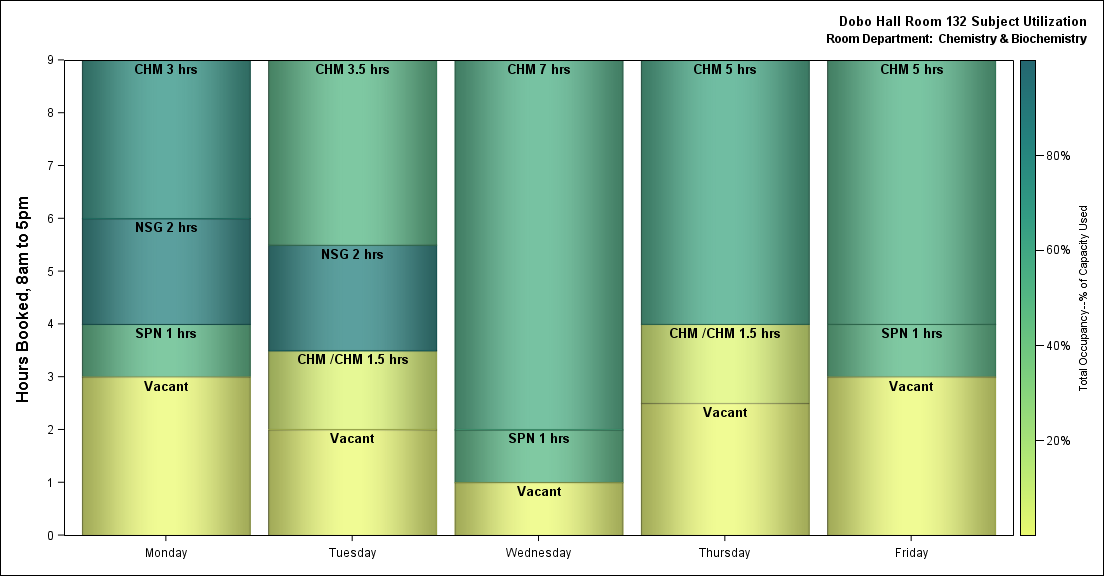 Dobo Hall Room 132 Subject Utilization
Room Department: Chemistry & Biochemistry
Hours Booked, 8am to 5pm
9
8
7
6
5
4
3
2
1
0
CHM 3 hrs
NSG 2 hrs
SPN 1 hrs
Vacant
CHM 3.5 hrs
NSG 2 hrs
CHM /CHM 1.5 hrs
Vacant
CHM 7 hrs
SPN 1 hrs
Vacant
CHM 5 hrs
CHM /CHM 1.5 hrs
Vacant
CHM 5 hrs
SPN 1 hrs
Vacant
Monday
Tuesday
Wednesday
Thursday
Friday
80%
60%
40%
20%
Total Occupancy--% of Capacity Used